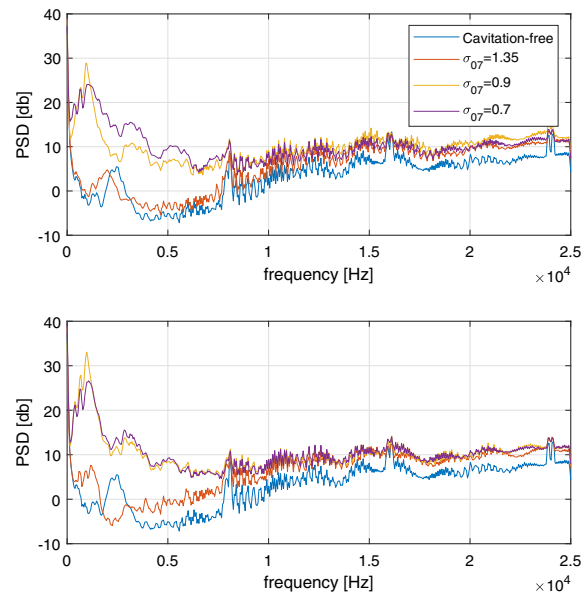 40
30
20
10
0
-10
PSD [db]
Cavitation-free
σ07=1.35
σ07=0.9
σ07=0.7
0 0.5 1 1.5 2 2.5
frequency [Hz]
×10^4
40
30
20
10
0
-10
PSD [db]
0 0.5 1 1.5 2 2.5
frequency [Hz]
×10^4